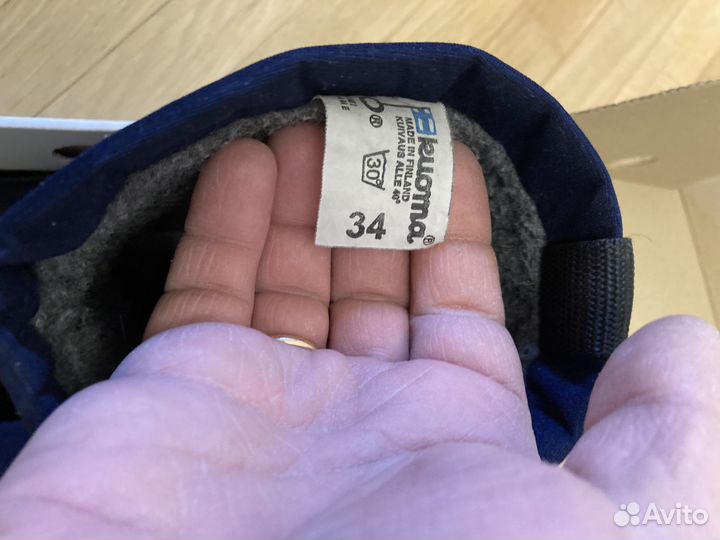 kuoma®
MADE IN FINLAND
KUIVAUS ALLE 40°
®
30°
34
Avito